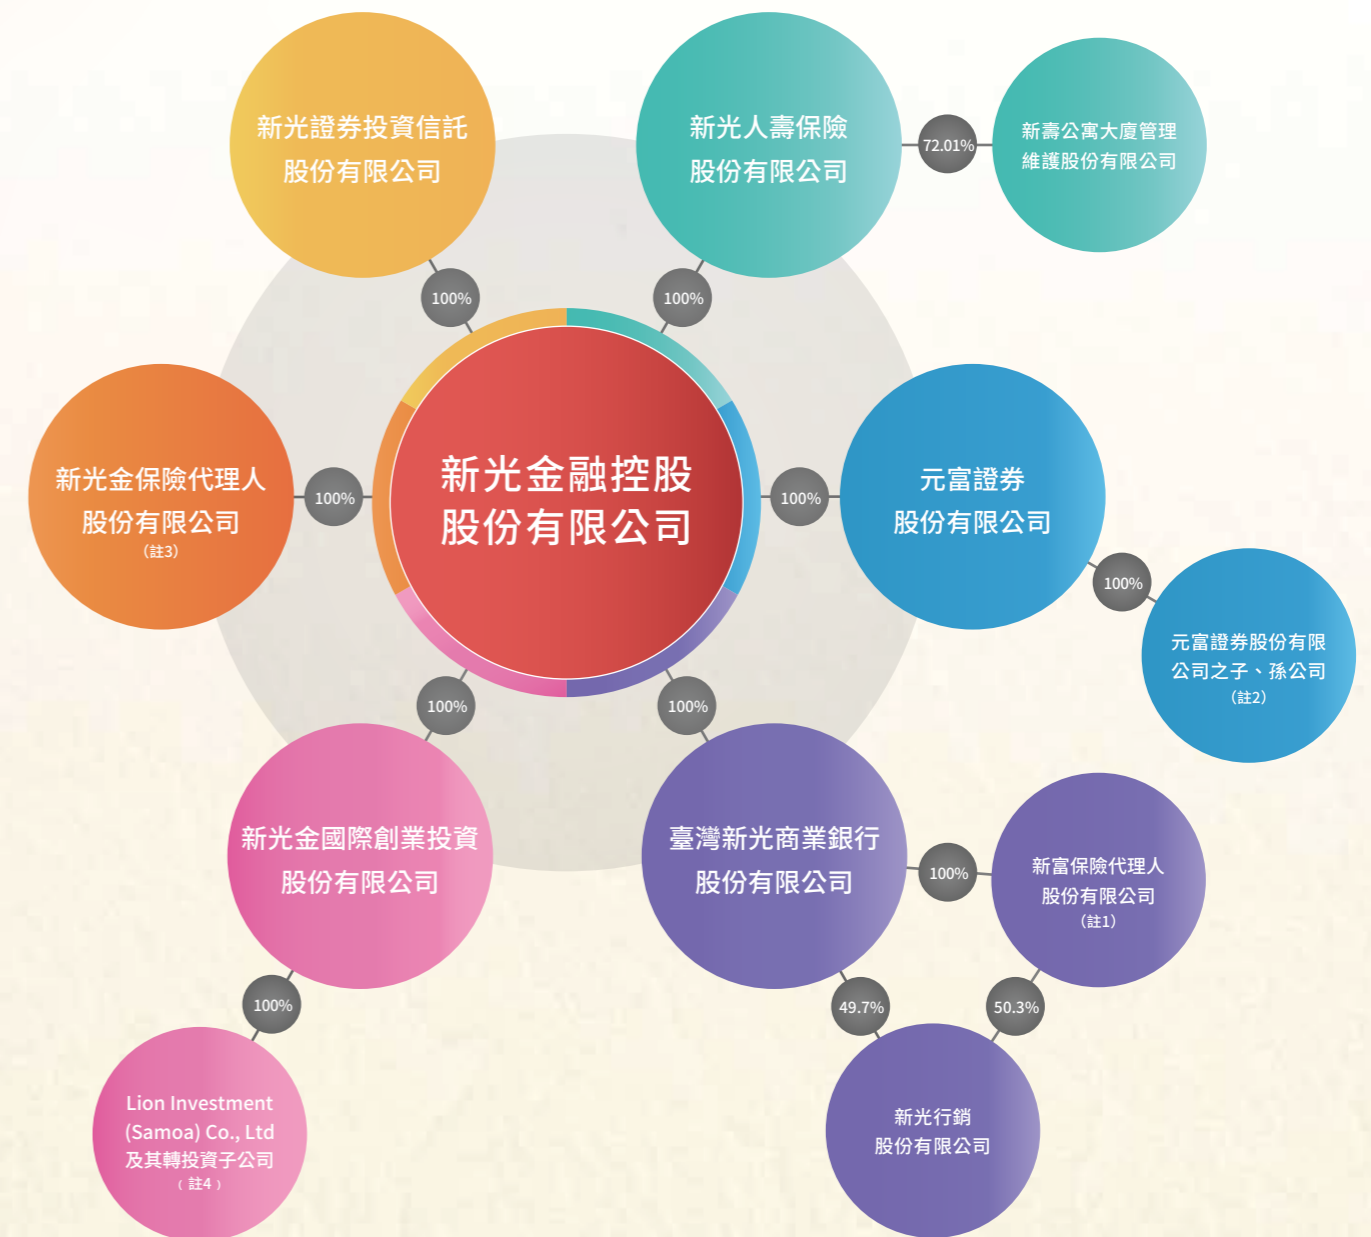 新光證券投資信託
股份有限公司
新光人壽保險
股份有限公司
72.01%
新壽公寓大廈管理
維護股份有限公司
100%
100%
新光金保險代理人
股份有限公司
（註3）
100%
新光金融控股
股份有限公司
100%
元富證券
股份有限公司
100%
元富證券股份有限
公司之子、孫公司
（註2）
100%
100%
新光金國際創業投資
股份有限公司
臺灣新光商業銀行
股份有限公司
100%
新富保險代理人
股份有限公司
（註1）
100%
49.7%
50.3%
Lion Investment
(Samoa) Co., Ltd
及其轉投資子公司
（註4）
新光行銷
股份有限公司